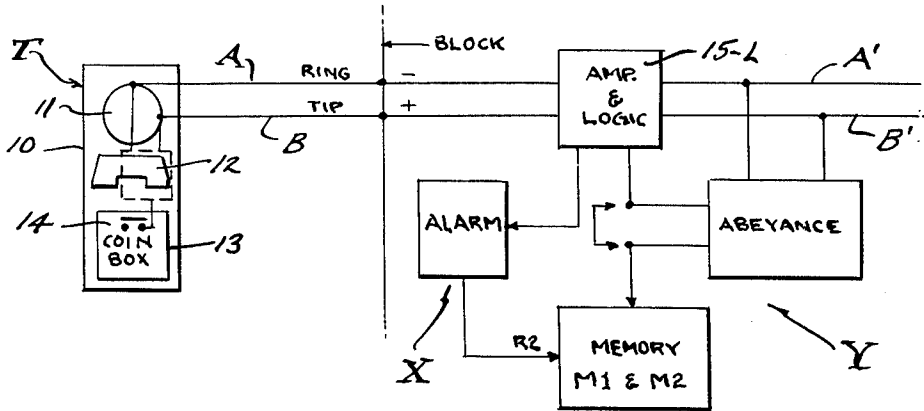 T
A
BLOCK
15-L
A'
RING
-
AMP.
&
LOGIC
11
TIP
+
10
B
B'
12
14
COIN
BOX
13
ALARM
ABEYANCE
X
R2
MEMORY
M1 & M2
Y